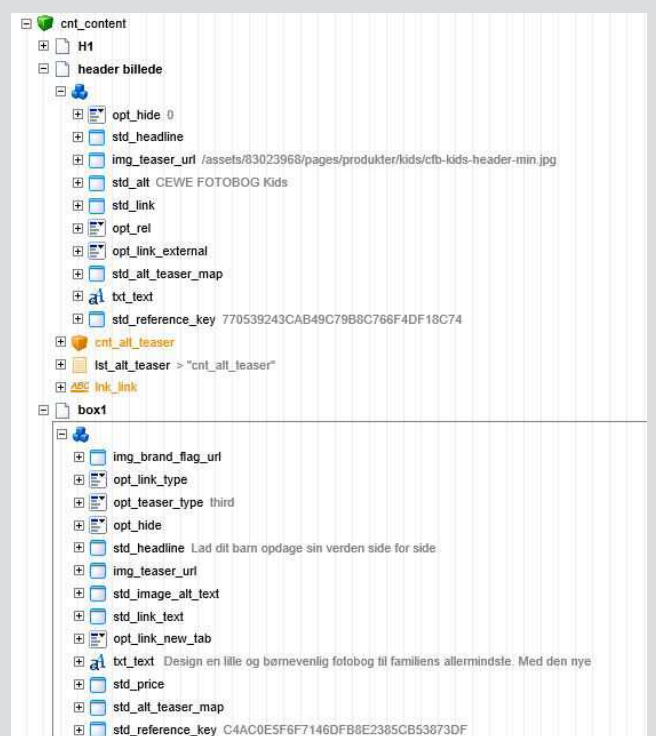 cnt_content
H1
header billede
opt_hide 0
std_headline
img_teaser_url /assets/83023968/pages/produkter/kids/cfb-kids-header-min.jpg
std_alt CEWE FOTOBOG Kids
std_link
opt_rel
opt_link_external
std_alt_teaser_map
a txt_text
std_reference_key 770539243CAB49C79B8C766F4DF18C74
cnt_alt_teaser
lst_alt_teaser > "cnt_alt_teaser"
ABC lnk_link
box1
img_brand_flag_url
opt_link_type
opt_teaser_type third
opt_hide
std_headline Lad dit barn opdage sin verden side for side
img_teaser_url
std_image_alt_text
std_link_text
opt_link_new_tab
a txt_text Design en lille og børnevenlig fotobog til familiens allermindste. Med den nye
std_price
std_alt_teaser_map
std_reference_key C4AC0E5F6F7146DFB8E2385CB53873DF